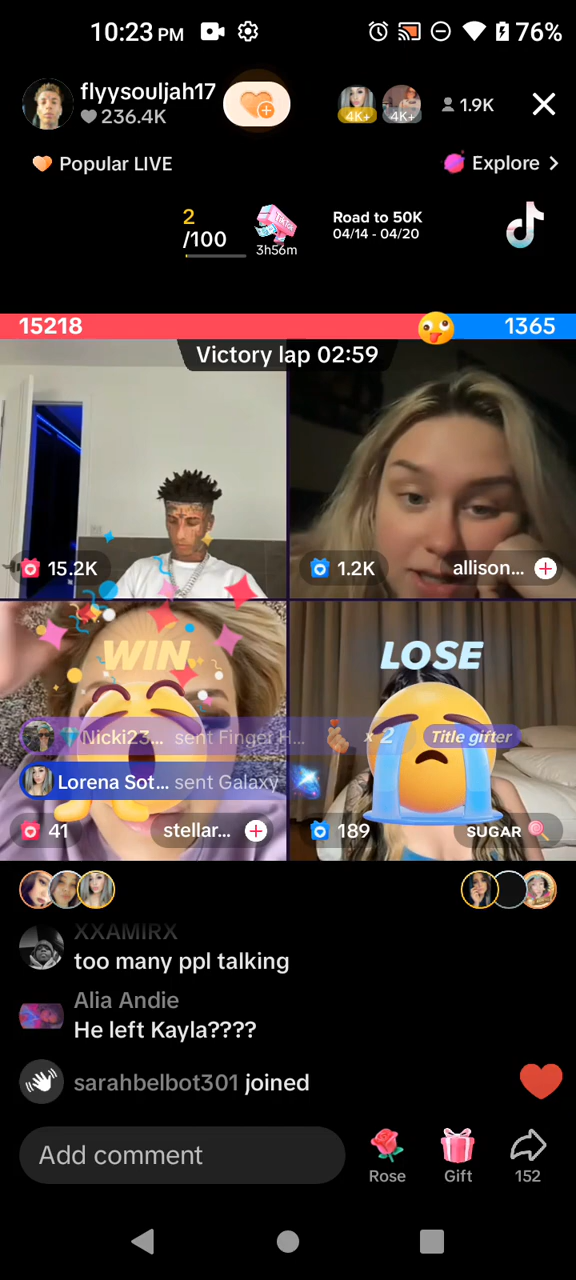 10:23 PM
76%
flyysouljah17
236.4K
4K+
4K+
1.9K
Popular LIVE
Explore
2
/100
TikTok
3h56m
Road to 50K
04/14 - 04/20
15218
1365
Victory lap 02:59
15.2K
1.2K
allison...
WIN
LOSE
Nicki23... sent Finger H... x 2
Title gifter
Lorena Sot... sent Galaxy
41
stellar...
189
SUGAR
XXAMIRX
too many ppl talking
Alia Andie
He left Kayla????
sarahbelbot301 joined
Add comment
Rose
Gift
152